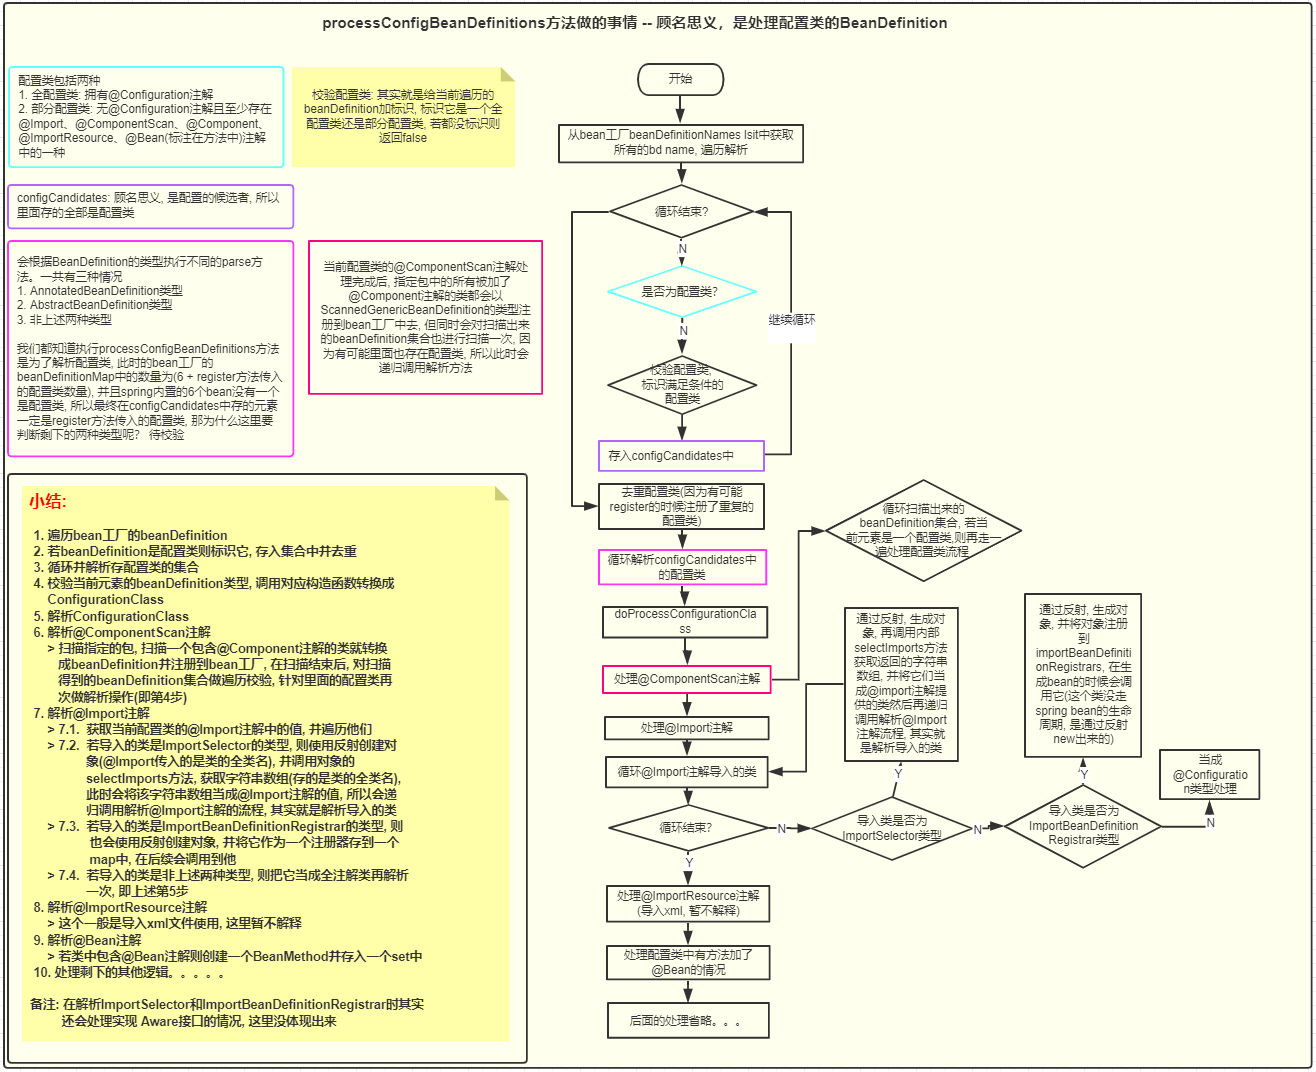 processConfigBeanDefinitions方法做的事情 -- 顾名思义，是处理配置类的BeanDefinition
配置类包括两种
1. 全配置类: 拥有@Configuration注解
2. 部分配置类: 无@Configuration注解且至少存在
@Import、@ComponentScan、@Component、
@ImportResource、@Bean(标注在方法中)注解
中的一种
校验配置类: 其实就是给当前遍历的
beanDefinition加标识, 标识它是一个全
配置类还是部分配置类, 若都没标识则
返回false
configCandidates: 顾名思义, 是配置的候选者, 所以
里面存的全部是配置类
会根据BeanDefinition的类型执行不同的parse方
法。一共有三种情况
1. AnnotatedBeanDefinition类型
2. AbstractBeanDefinition类型
3. 非上述两种类型
我们都知道执行processConfigBeanDefinitions方法
是为了解析配置类, 此时的bean工厂的
beanDefinitionMap中的数量为(6 + register方法传入
的配置类数量), 并且spring内置的6个bean没有一个
是配置类, 所以最终在configCandidates中存的元素
一定是register方法传入的配置类, 那为什么这里要
判断剩下的两种类型呢？ 待校验
当前配置类的@ComponentScan注解处
理完成后, 指定包中的所有被加了
@Component注解的类都会以
ScannedGenericBeanDefinition的类型注
册到bean工厂中去, 但同时会对扫描出来
的beanDefinition集合也进行扫描一次, 因
为有可能里面也存在配置类, 所以此时会
递归调用解析方法
小结:
1. 遍历bean工厂的beanDefinition
2. 若beanDefinition是配置类则标识它, 存入集合中并去重
3. 循环并解析存配置类的集合
4. 校验当前元素的beanDefinition类型, 调用对应构造函数转换成
ConfigurationClass
5. 解析ConfigurationClass
6. 解析@ComponentScan注解
> 扫描指定的包, 扫描一个包含@Component注解的类就转换
成beanDefinition并注册到bean工厂, 在扫描结束后, 对扫描
得到的beanDefinition集合做遍历校验, 针对里面的配置类再
次做解析操作(即第4步)
7. 解析@Import注解
> 7.1. 获取当前配置类的@Import注解中的值, 并遍历他们
> 7.2. 若导入的类是ImportSelector的类型, 则使用反射创建对
象(@Import传入的是类的全类名), 并调用对象的
selectImports方法, 获取字符串数组(存的是类的全类名),
此时会将该字符串数组当成@Import注解的值, 所以会递
归调用解析@Import注解的流程, 其实就是解析导入的类
> 7.3. 若导入的类是ImportBeanDefinitionRegistrar的类型, 则
也会使用反射创建对象, 并将它作为一个注册器存到一个
map中, 在后续会调用到他
> 7.4. 若导入的类是非上述两种类型, 则把它当成全注解类再解析
一次, 即上述第5步
8. 解析@ImportResource注解
> 这个一般是导入xml文件使用, 这里暂不解释
9. 解析@Bean注解
> 若类中包含@Bean注解则创建一个BeanMethod并存入一个set中
10. 处理剩下的其他逻辑。。。。。
备注: 在解析ImportSelector和ImportBeanDefinitionRegistrar时其实
还会处理实现 Aware接口的情况, 这里没体现出来
开始
从bean工厂beanDefinitionNames lsit中获取
所有的bd name, 遍历解析
循环结束?
N
是否为配置类?
N
继续循环
校验配置类,
标识满足条件的
配置类
存入configCandidates中
去重配置类(因为有可能
register的时候注册了重复的
配置类)
循环解析configCandidates中
的配置类
doProcessConfigurationCla
ss
处理@ComponentScan注解
循环扫描出来的
beanDefinition集合, 若当
前元素是一个配置类,则再走一
遍处理配置类流程
处理@Import注解
循环@Import注解导入的类
循环结束?
N
Y
导入类是否为
ImportSelector类型
Y
N
通过反射, 生成对
象, 再调用内部
selectImports方法
获取返回的字符串
数组, 并将它们当
成@import注解提
供的类然后再递归
调用解析@Import
注解流程, 其实就
是解析导入的类
导入类是否为
ImportBeanDefinition
Registrar类型
Y
N
通过反射, 生成对
象, 并将对象注册
到
importBeanDefiniti
onRegistrars, 在生
成bean的时候会调
用它(这个类没走
spring bean的生命
周期, 是通过反射
new出来的)
当成
@Configuratio
n类型处理
处理@ImportResource注解
(导入xml, 暂不解释)
处理配置类中有方法加了
@Bean的情况
后面的处理省略。。。